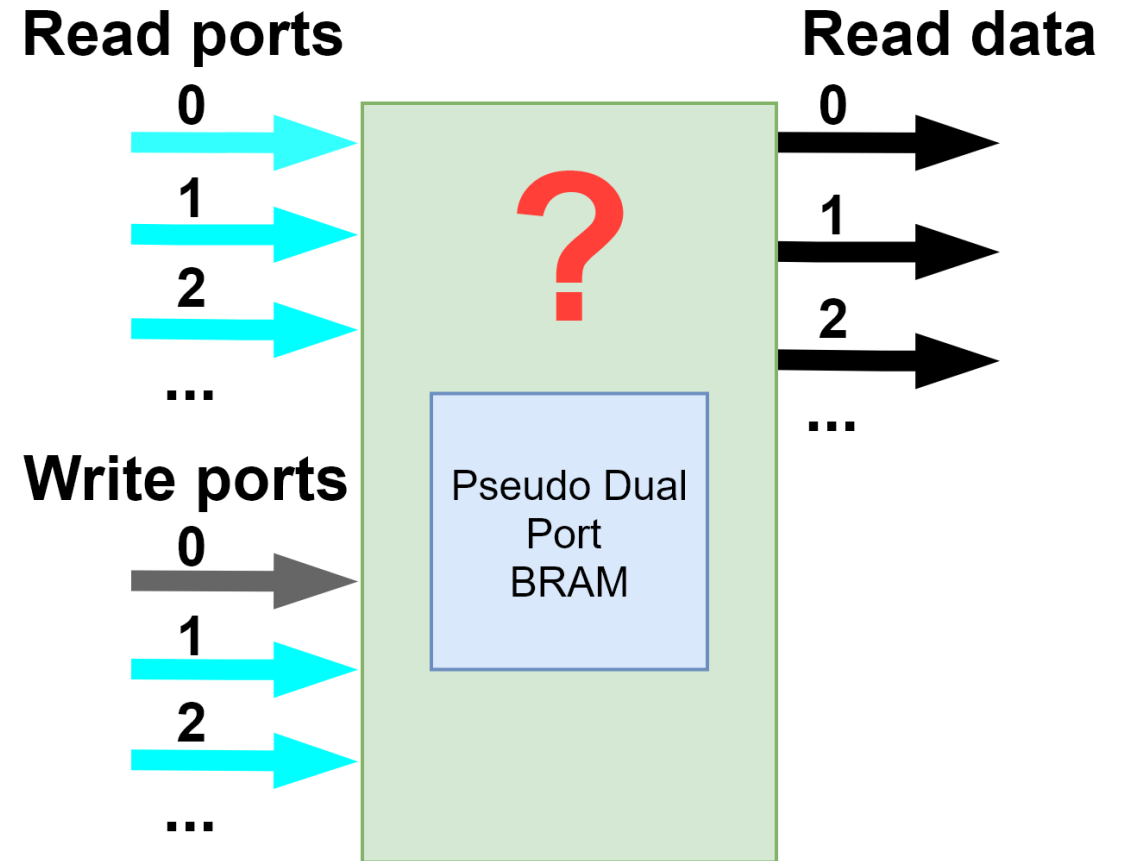 Read ports
0
1
2
...
Write ports
0
1
2
...
?
Pseudo Dual
Port
BRAM
Read data
0
1
2
...